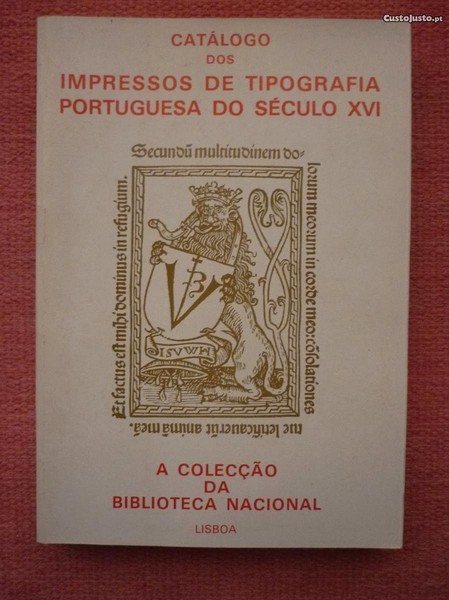 CustoJusto.pt
CATÁLOGO
DOS
IMPRESSOS DE TIPOGRAFIA
PORTUGUESA DO SÉCULO XVI
Secundũ multitudinem do-
lorum meorum in corde meo: cõsolationes
tue letificauerũt animã meã.
Et factus est mihi dominus in refugium.
A COLECÇÃO
DA
BIBLIOTECA NACIONAL
LISBOA